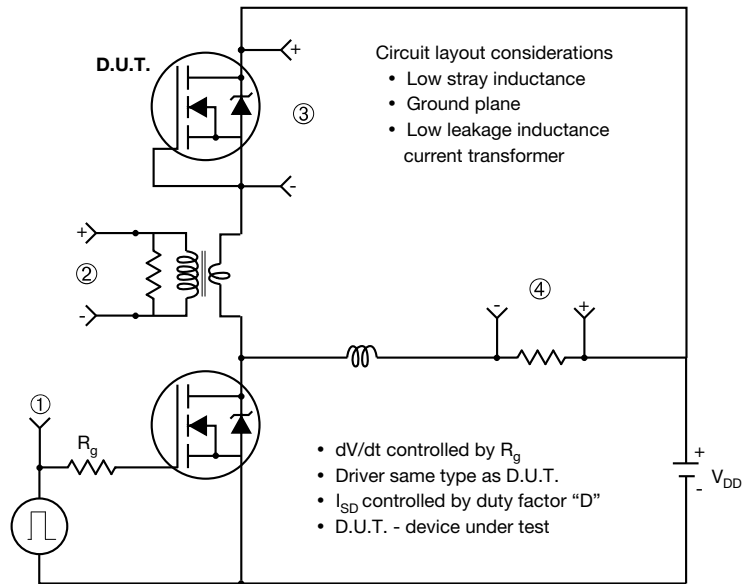 D.U.T.
+
Circuit layout considerations
• Low stray inductance
• Ground plane
• Low leakage inductance
current transformer
③
-
+
②
-
④
-
+
①
R_g
• dV/dt controlled by R_g
• Driver same type as D.U.T.
• I_SD controlled by duty factor “D”
• D.U.T. - device under test
+
V_DD
-